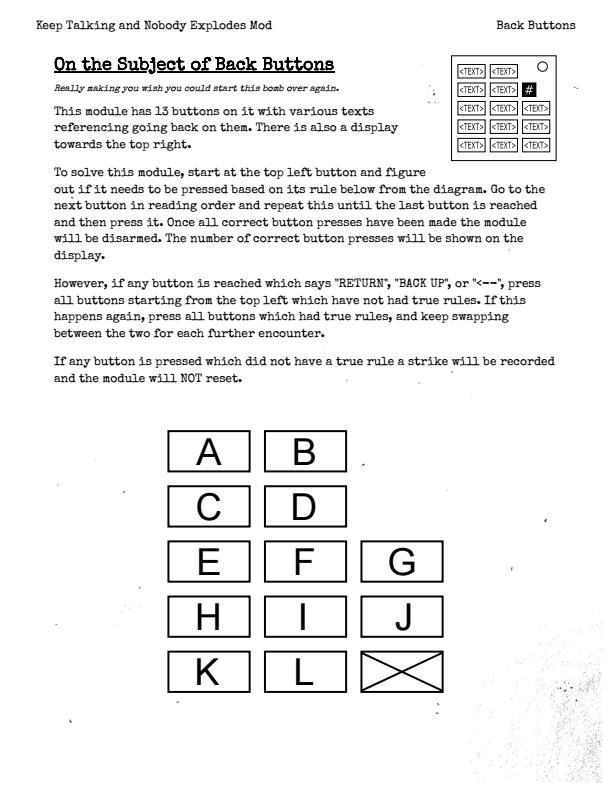 Keep Talking and Nobody Explodes Mod
Back Buttons
On the Subject of Back Buttons
Really making you wish you could start this bomb over again.
<TEXT> <TEXT>
<TEXT> <TEXT> #
<TEXT> <TEXT> <TEXT>
<TEXT> <TEXT> <TEXT>
<TEXT> <TEXT> <TEXT>
This module has 13 buttons on it with various texts
referencing going back on them. There is also a display
towards the top right.
To solve this module, start at the top left button and figure
out if it needs to be pressed based on its rule below from the diagram. Go to the
next button in reading order and repeat this until the last button is reached
and then press it. Once all correct button presses have been made the module
will be disarmed. The number of correct button presses will be shown on the
display.
However, if any button is reached which says "RETURN", "BACK UP", or "<--", press
all buttons starting from the top left which have not had true rules. If this
happens again, press all buttons which had true rules, and keep swapping
between the two for each further encounter.
If any button is pressed which did not have a true rule a strike will be recorded
and the module will NOT reset.
A B
C D
E F G
H I J
K L